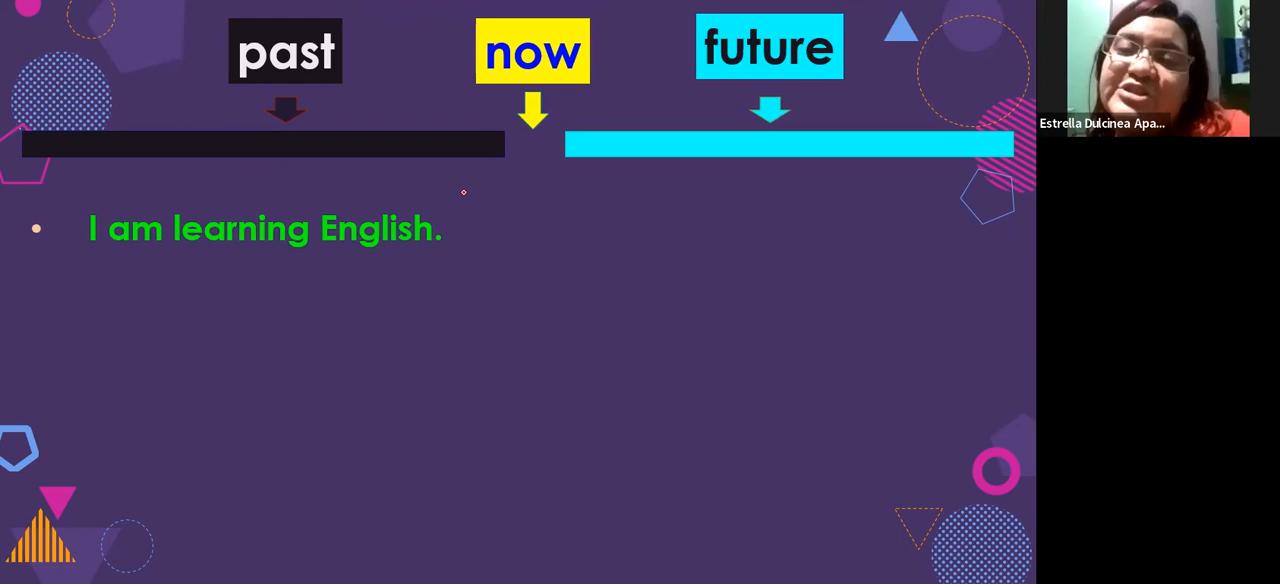 past
now
future
Estrella Dulcinea Apa...
I am learning English.